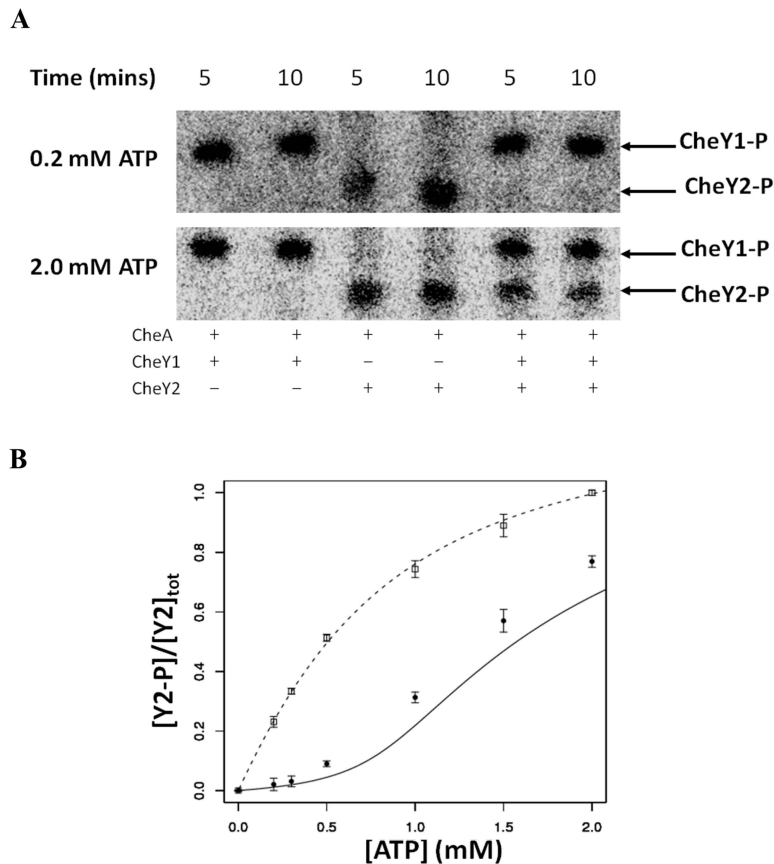 A
Time (mins) 5 10 5 10 5 10
0.2 mM ATP
CheY1-P
CheY2-P
2.0 mM ATP
CheY1-P
CheY2-P
CheA + + + + + +
CheY1 + + – – + +
CheY2 – – + + + +
B
[Y2-P]/[Y2]tot
1.0
0.8
0.6
0.4
0.2
0.0
0.0 0.5 1.0 1.5 2.0
[ATP] (mM)